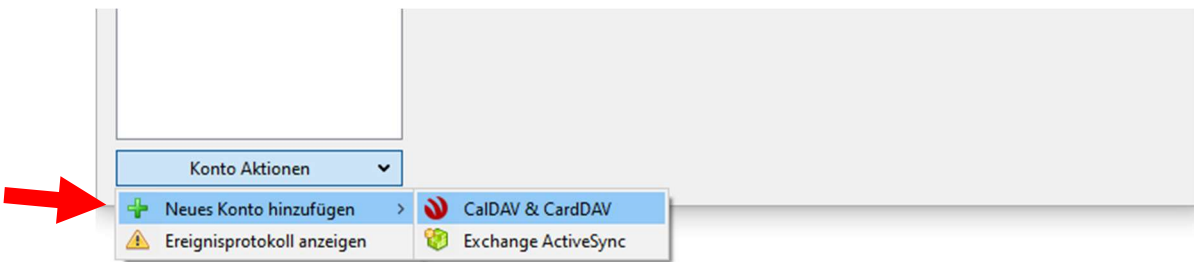 Konto Aktionen
Neues Konto hinzufügen
CalDAV & CardDAV
Ereignisprotokoll anzeigen
Exchange ActiveSync